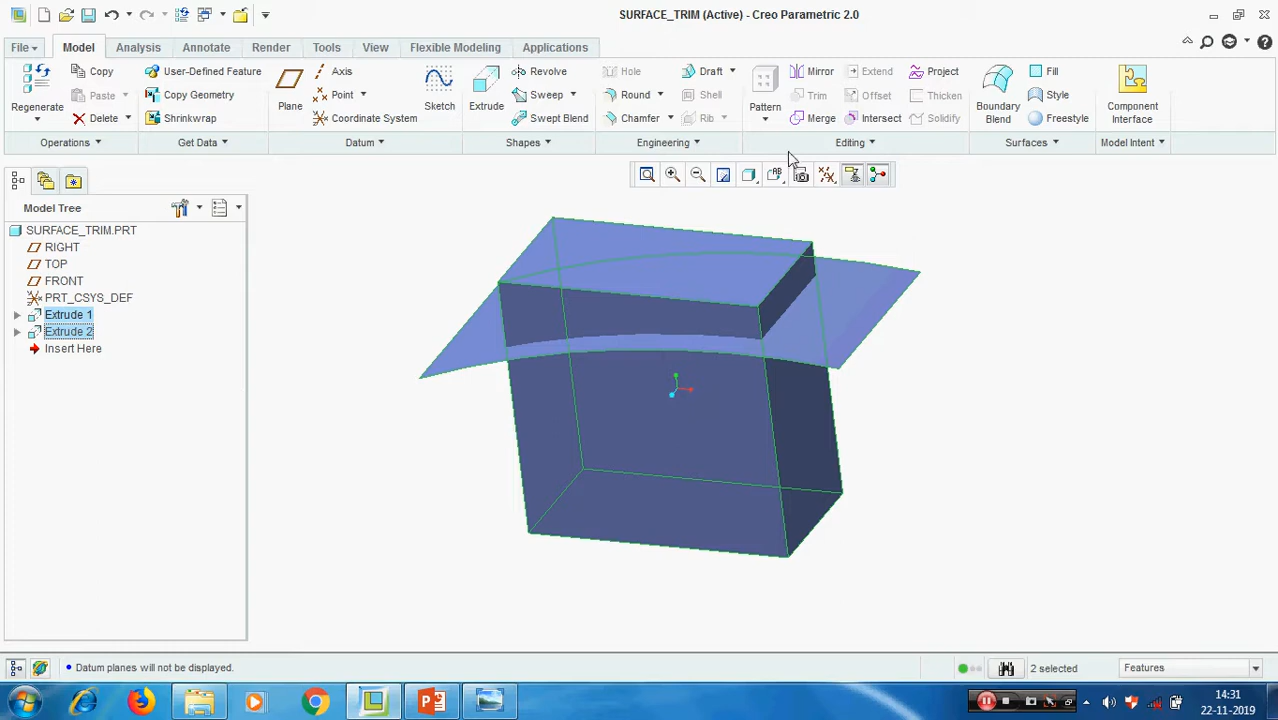 SURFACE_TRIM (Active) - Creo Parametric 2.0
File Model Analysis Annotate Render Tools View Flexible Modeling Applications
Regenerate Copy Paste Delete
User-Defined Feature Copy Geometry Shrinkwrap
Plane Axis Point Coordinate System Sketch
Extrude Revolve Sweep Swept Blend
Hole Round Chamfer Draft Shell Rib
Pattern Mirror Trim Merge Extend Offset Intersect Project Thicken Solidify
Boundary Blend Fill Style Freestyle
Component Interface
Operations Get Data Datum Shapes Engineering Editing Surfaces Model Intent
Model Tree
SURFACE_TRIM.PRT
RIGHT
TOP
FRONT
PRT_CSYS_DEF
Extrude 1
Extrude 2
Insert Here
Datum planes will not be displayed.
2 selected
Features
14:31
22-11-2019